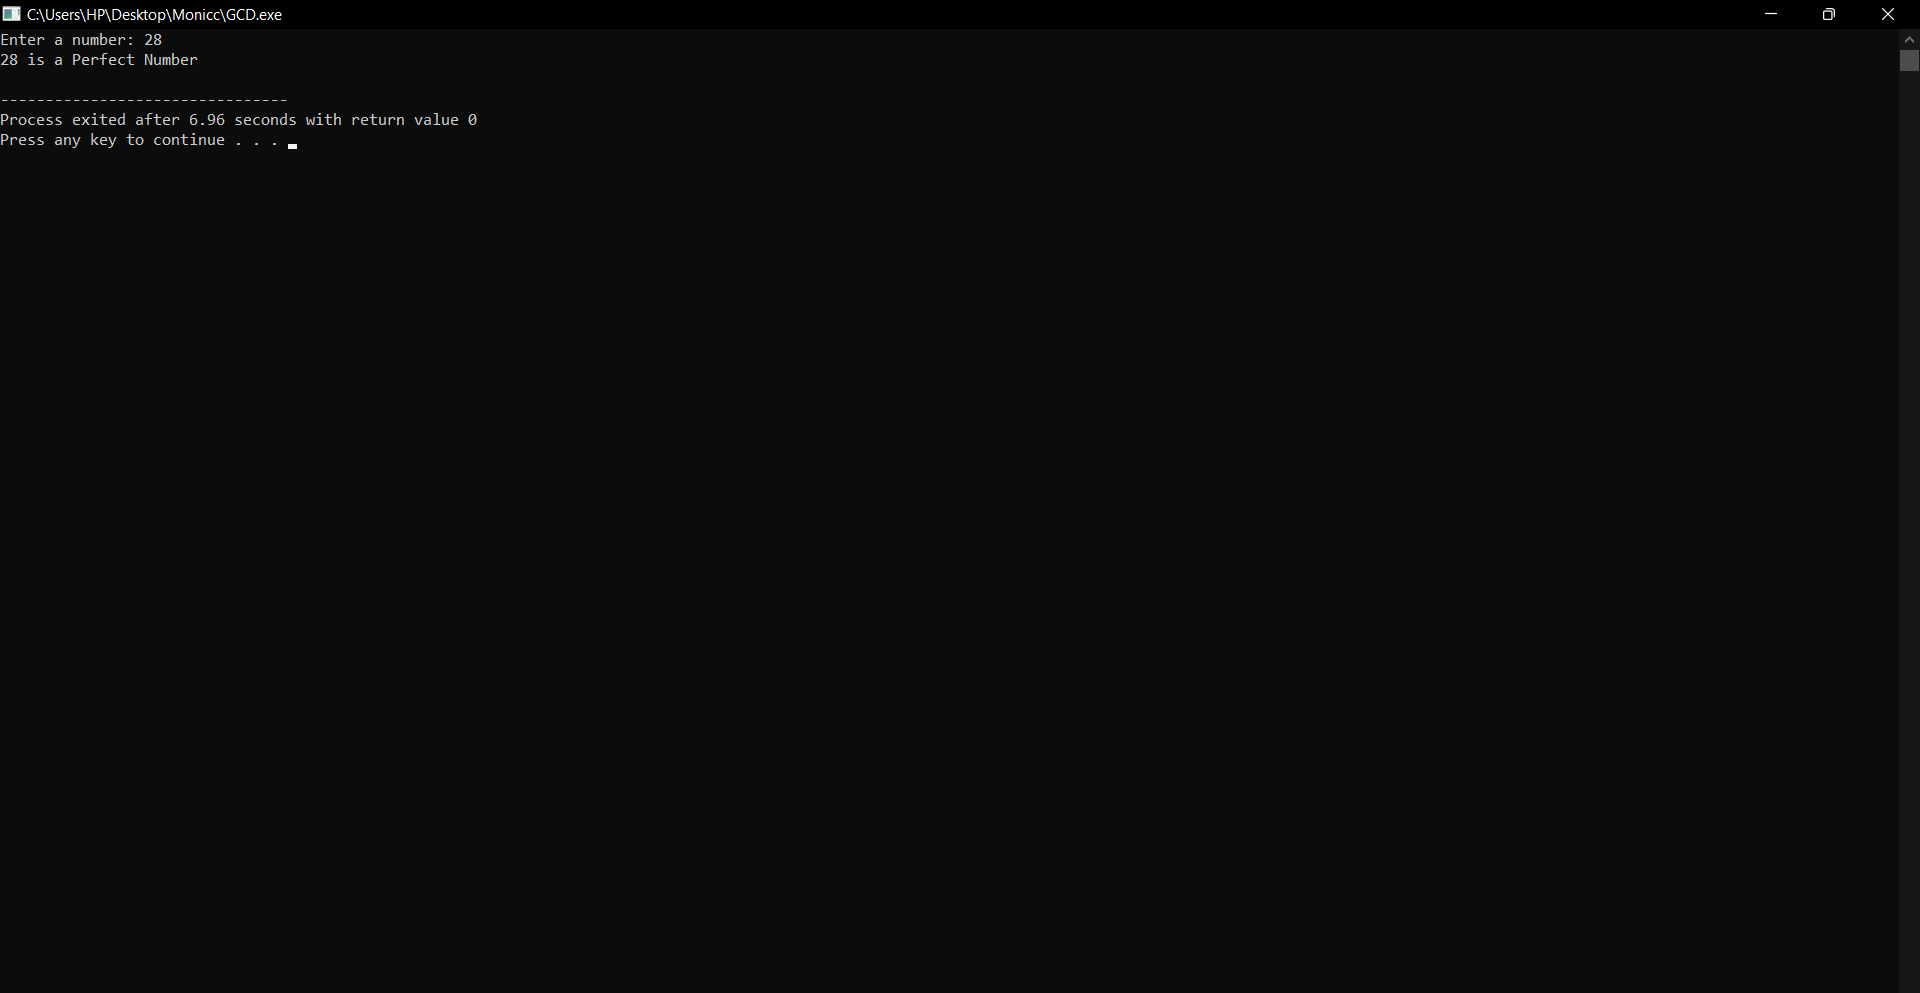 C:\Users\HP\Desktop\Monicc\GCD.exe
Enter a number: 28
28 is a Perfect Number
--------------------------------
Process exited after 6.96 seconds with return value 0
Press any key to continue . . .